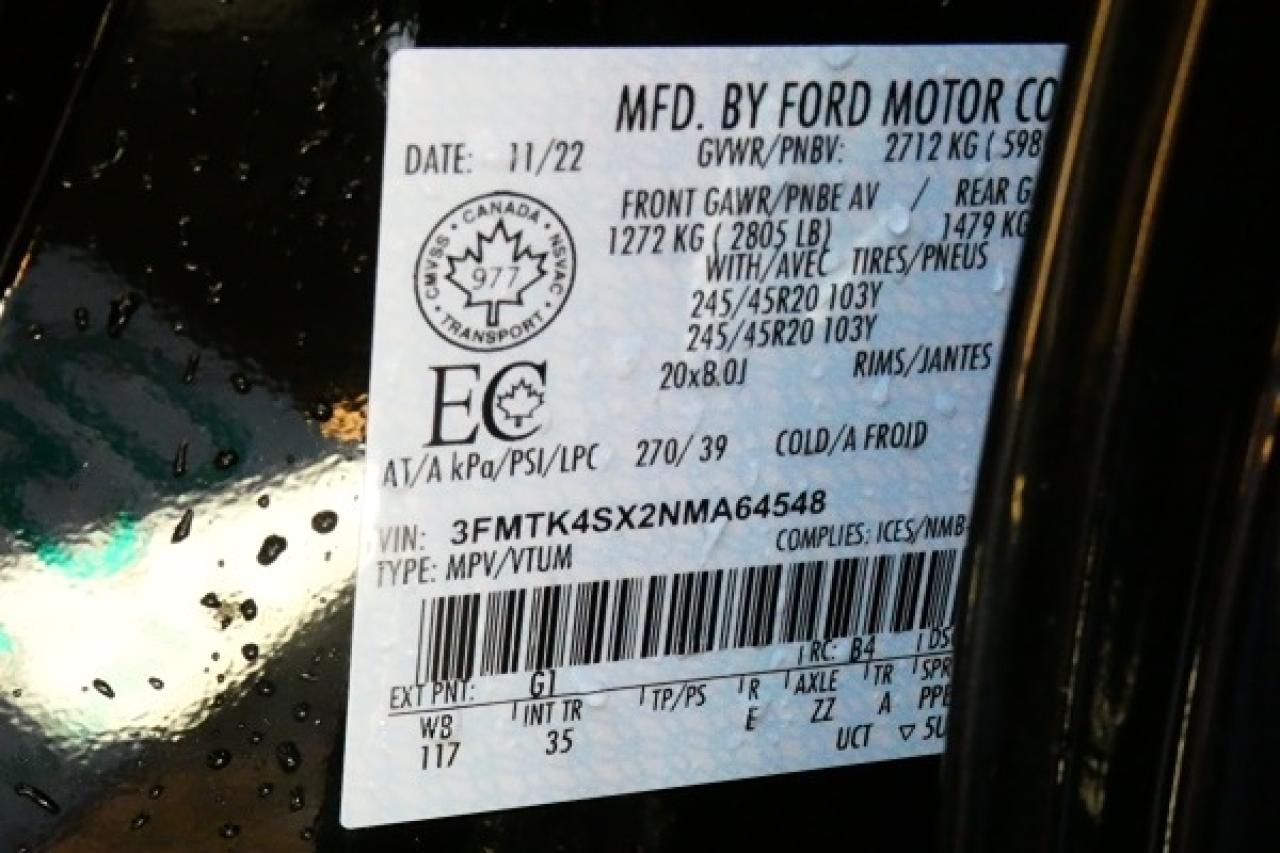 MFD. BY FORD MOTOR CO
DATE: 11/22
GVWR/PNBV: 2712 KG ( 598
FRONT GAWR/PNBE AV / REAR G
1272 KG ( 2805 LB) 1479 KG
WITH/AVEC TIRES/PNEUS
245/45R20 103Y
245/45R20 103Y
20x8.0J RIMS/JANTES
CMVSS • CANADA • NSVAC • TRANSPORT •
977
EC
AT/A kPa/PSI/LPC 270/ 39 COLD/A FROID
VIN: 3FMTK4SX2NMA64548
TYPE: MPV/VTUM COMPLIES: ICES/NMB-
EXT PNT: G1 RC: B4 DS
WB INT TR TP/PS R AXLE TR SPR
117 35 E ZZ A PPE
UCT ▽ 5U